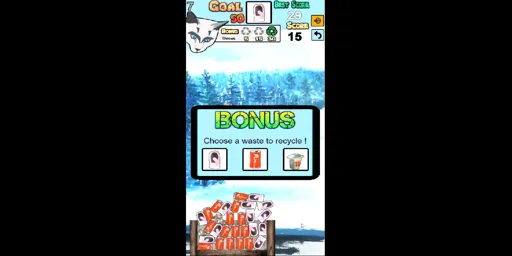 GOAL
50
BEST SCORE
29
SCORE
15
BONUS
BONUS
Choose a waste to recycle !